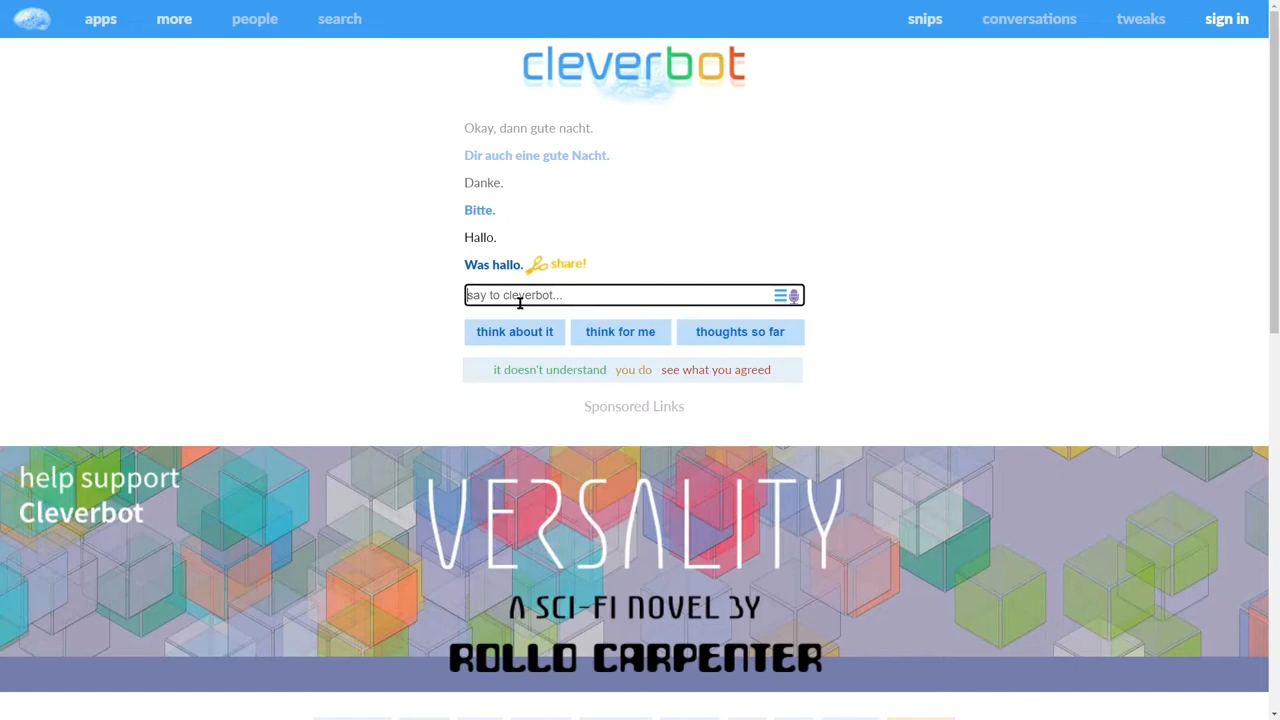 apps more people search snips conversations tweaks sign in
cleverbot
Okay, dann gute nacht.
Dir auch eine gute Nacht.
Danke.
Bitte.
Hallo.
Was hallo. share!
say to cleverbot...
think about it think for me thoughts so far
it doesn't understand you do see what you agreed
Sponsored Links
help support
Cleverbot
VERSALITY
A SCI-FI NOVEL BY
ROLLO CARPENTER